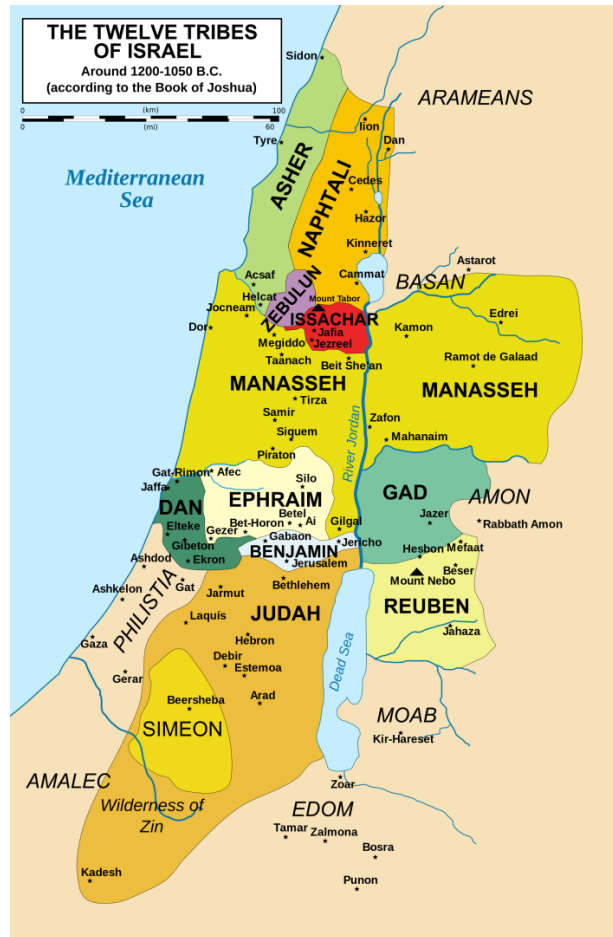 THE TWELVE TRIBES
OF ISRAEL
Around 1200-1050 B.C.
(according to the Book of Joshua)
0 (km) 100
0 (mi) 60
Sidon
ARAMEANS
Iion
Tyre
Dan
ASHER
Mediterranean
Sea
Cedes
NAPHTALI
Hazor
Kinneret
Astarot
Acsaf
Cammat
BASAN
Helcat
ZEBULUN
Mount Tabor
Jocneam
Edrei
ISSACHAR
Dor
Jafia
Kamon
Megiddo
Jezreel
Taanach
Beit She'an
Ramot de Galaad
MANASSEH
MANASSEH
Tirza
Samir
Zafon
Siquem
River Jordan
Mahanaim
Piraton
Gat-Rimon
Afec
Jaffa
Silo
EPHRAIM
GAD
AMON
DAN
Betel
Jazer
Elteke
Bet-Horon
Ai
Gilgal
Rabbath Amon
Gezer
Gabaon
Gibeton
BENJAMIN
Jericho
Mefaat
Ashdod
Ekron
Jerusalem
Hesbon
Beser
Bethlehem
Mount Nebo
Ashkelon
Gat
Jarmut
REUBEN
PHILISTIA
Laquís
JUDAH
Jahaza
Gaza
Hebron
Dead Sea
Debir
Estemoa
Gerar
Beersheba
Arad
SIMEON
MOAB
Kir-Hareset
AMALEC
Zoar
Wilderness of
Zin
EDOM
Tamar
Zalmona
Bosra
Kadesh
Punon